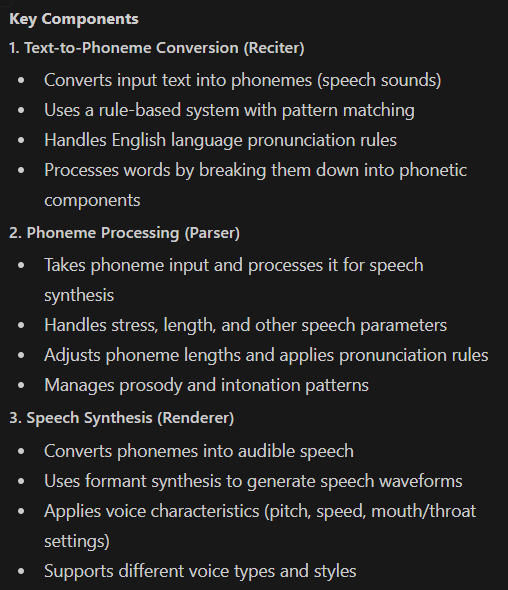 Key Components
1. Text-to-Phoneme Conversion (Reciter)
• Converts input text into phonemes (speech sounds)
• Uses a rule-based system with pattern matching
• Handles English language pronunciation rules
• Processes words by breaking them down into phonetic
components
2. Phoneme Processing (Parser)
• Takes phoneme input and processes it for speech
synthesis
• Handles stress, length, and other speech parameters
• Adjusts phoneme lengths and applies pronunciation rules
• Manages prosody and intonation patterns
3. Speech Synthesis (Renderer)
• Converts phonemes into audible speech
• Uses formant synthesis to generate speech waveforms
• Applies voice characteristics (pitch, speed, mouth/throat
settings)
• Supports different voice types and styles